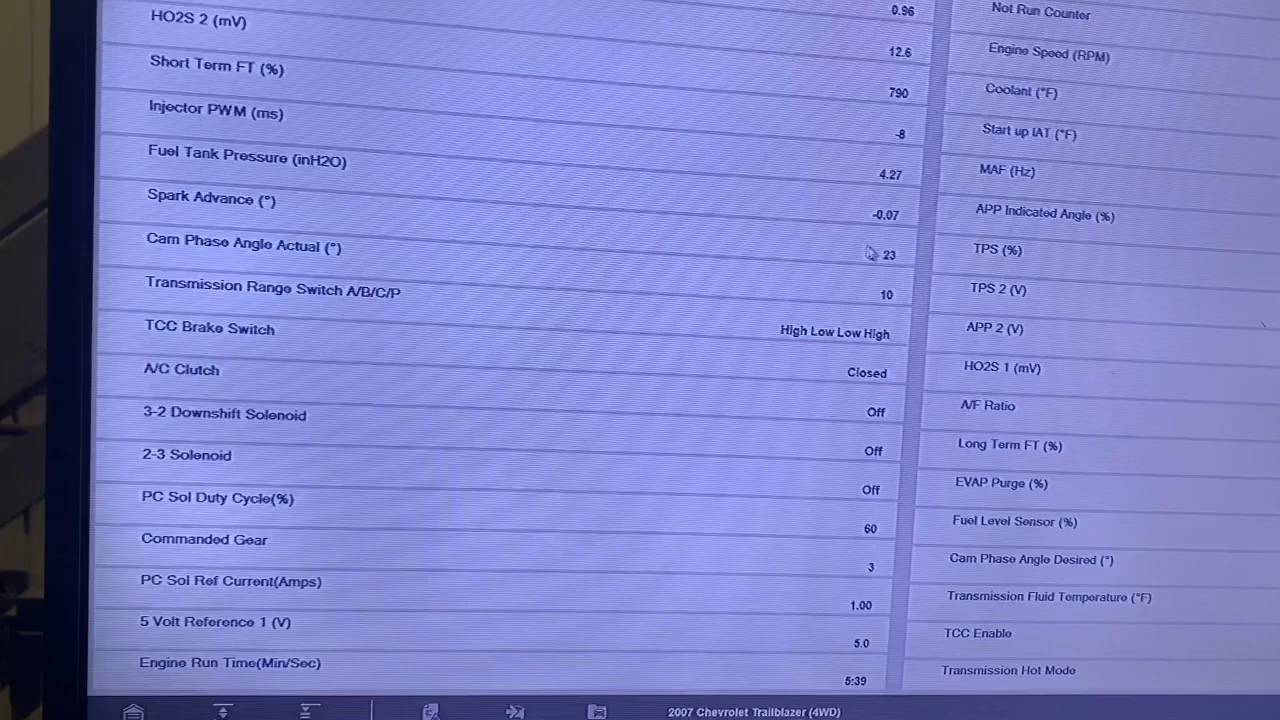 0.96
HO2S 2 (mV) 12.6
Short Term FT (%) 790
Injector PWM (ms) -8
Fuel Tank Pressure (inH2O) 4.27
Spark Advance (°) -0.07
Cam Phase Angle Actual (°) 23
Transmission Range Switch A/B/C/P 10
TCC Brake Switch High Low Low High
A/C Clutch Closed
3-2 Downshift Solenoid Off
2-3 Solenoid Off
PC Sol Duty Cycle(%) Off
Commanded Gear 60
PC Sol Ref Current(Amps) 3
5 Volt Reference 1 (V) 1.00
Engine Run Time(Min/Sec) 5.0
5:39
Not Run Counter
Engine Speed (RPM)
Coolant (°F)
Start up IAT (°F)
MAF (Hz)
APP Indicated Angle (%)
TPS (%)
TPS 2 (V)
APP 2 (V)
HO2S 1 (mV)
A/F Ratio
Long Term FT (%)
EVAP Purge (%)
Fuel Level Sensor (%)
Cam Phase Angle Desired (°)
Transmission Fluid Temperature (°F)
TCC Enable
Transmission Hot Mode
2007 Chevrolet Trailblazer (4WD)